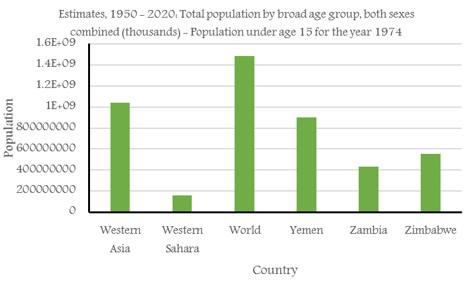 Estimates, 1950 - 2020: Total population by broad age group, both sexes
combined (thousands) - Population under age 15 for the year 1974
1.6E+09
1.4E+09
1.2E+09
1E+09
800000000
600000000
400000000
200000000
0
Population
Western Asia
Western Sahara
World
Yemen
Zambia
Zimbabwe
Country